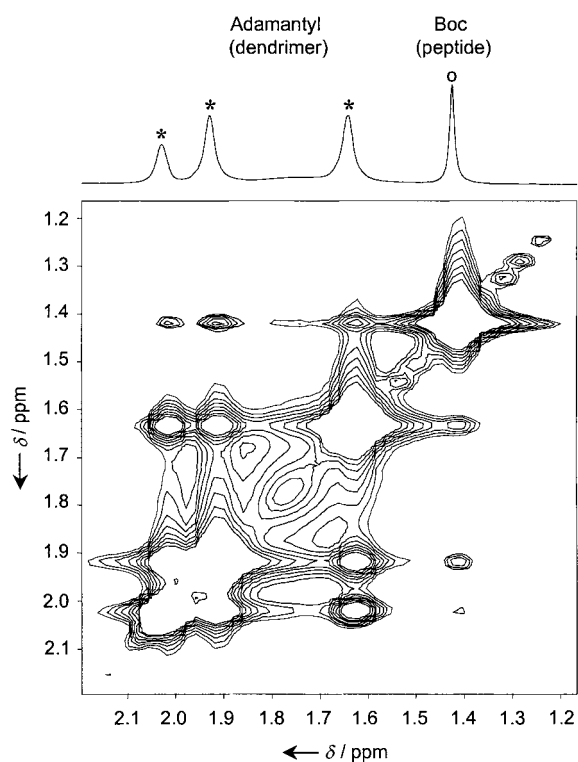 Adamantyl Boc
(dendrimer) (peptide)
* * * o
1.2
1.3
1.4
1.5
1.6
1.7
1.8
1.9
2.0
2.1
← δ / ppm
2.1 2.0 1.9 1.8 1.7 1.6 1.5 1.4 1.3 1.2
← δ / ppm